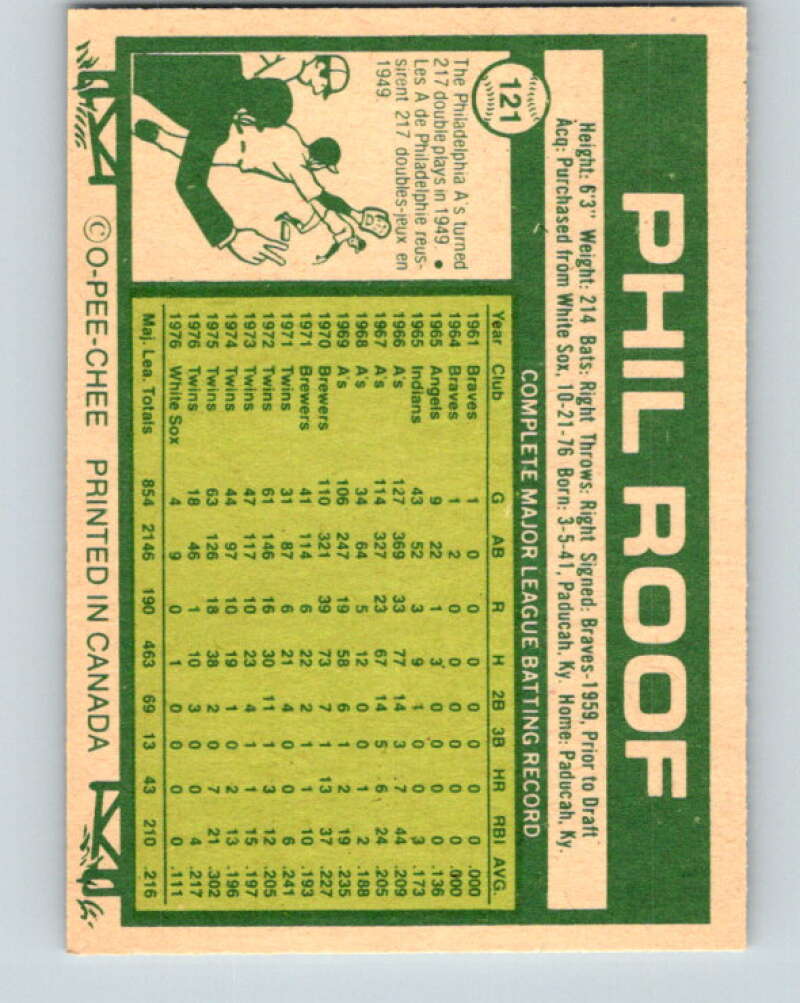 PHIL ROOF
121
Height: 6'3" Weight: 214 Bats: Right Throws: Right Signed: Braves-1959, Prior to Draft
Acq: Purchased from White Sox, 10-21-76 Born: 3-5-41, Paducah, Ky. Home: Paducah, Ky.
The Philadelphia A's turned
217 double plays in 1949. •
Les A de Philadelphie réus-
sirent 217 doubles-jeux en
1949.
COMPLETE MAJOR LEAGUE BATTING RECORD
Year Club G AB R H 2B 3B HR RBI AVG.
1961 Braves 1 0 0 0 0 0 0 0 .000
1964 Braves 1 2 0 0 0 0 0 0 .000
1965 Angels 9 22 1 3 0 0 0 0 .136
1965 Indians 43 52 3 9 1 0 0 3 .173
1966 A's 127 369 33 77 14 3 7 44 .209
1967 A's 114 327 23 67 14 5 6 24 .205
1968 A's 34 64 5 12 0 0 1 2 .188
1969 A's 106 247 19 58 6 1 2 19 .235
1970 Brewers 110 321 39 73 7 1 13 37 .227
1971 Brewers 41 114 6 22 2 1 1 10 .193
1971 Twins 31 87 6 21 4 0 0 6 .241
1972 Twins 61 146 16 30 11 1 3 12 .205
1973 Twins 47 117 10 23 4 1 1 15 .197
1974 Twins 44 97 10 19 1 0 2 13 .196
1975 Twins 63 126 18 38 2 0 7 21 .302
1976 Twins 18 46 1 10 3 0 0 4 .217
1976 White Sox 4 9 0 1 0 0 0 0 .111
Maj. Lea. Totals 854 2146 190 463 69 13 43 210 .216
©O-PEE-CHEE PRINTED IN CANADA